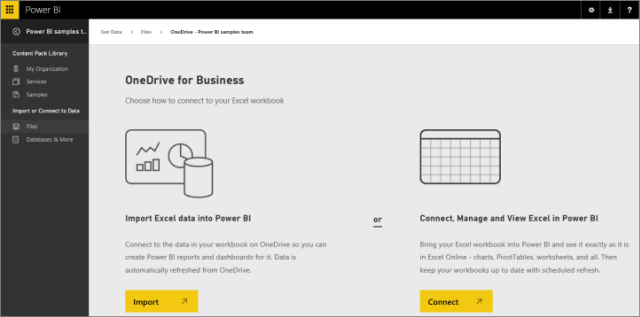 Power BI
?
Power BI samples t...
Get Data > Files > OneDrive - Power BI samples team
Content Pack Library
My Organization
Services
Samples
Import or Connect to Data
Files
Databases & More
OneDrive for Business
Choose how to connect to your Excel workbook
Import Excel data into Power BI
Connect to the data in your workbook on OneDrive so you can
create Power BI reports and dashboards for it. Data is
automatically refreshed from OneDrive.
Import
or
Connect, Manage and View Excel in Power BI
Bring your Excel workbook into Power BI and see it exactly as it is
in Excel Online - charts, PivotTables, worksheets, and all. Then
keep your workbooks up to date with scheduled refresh.
Connect